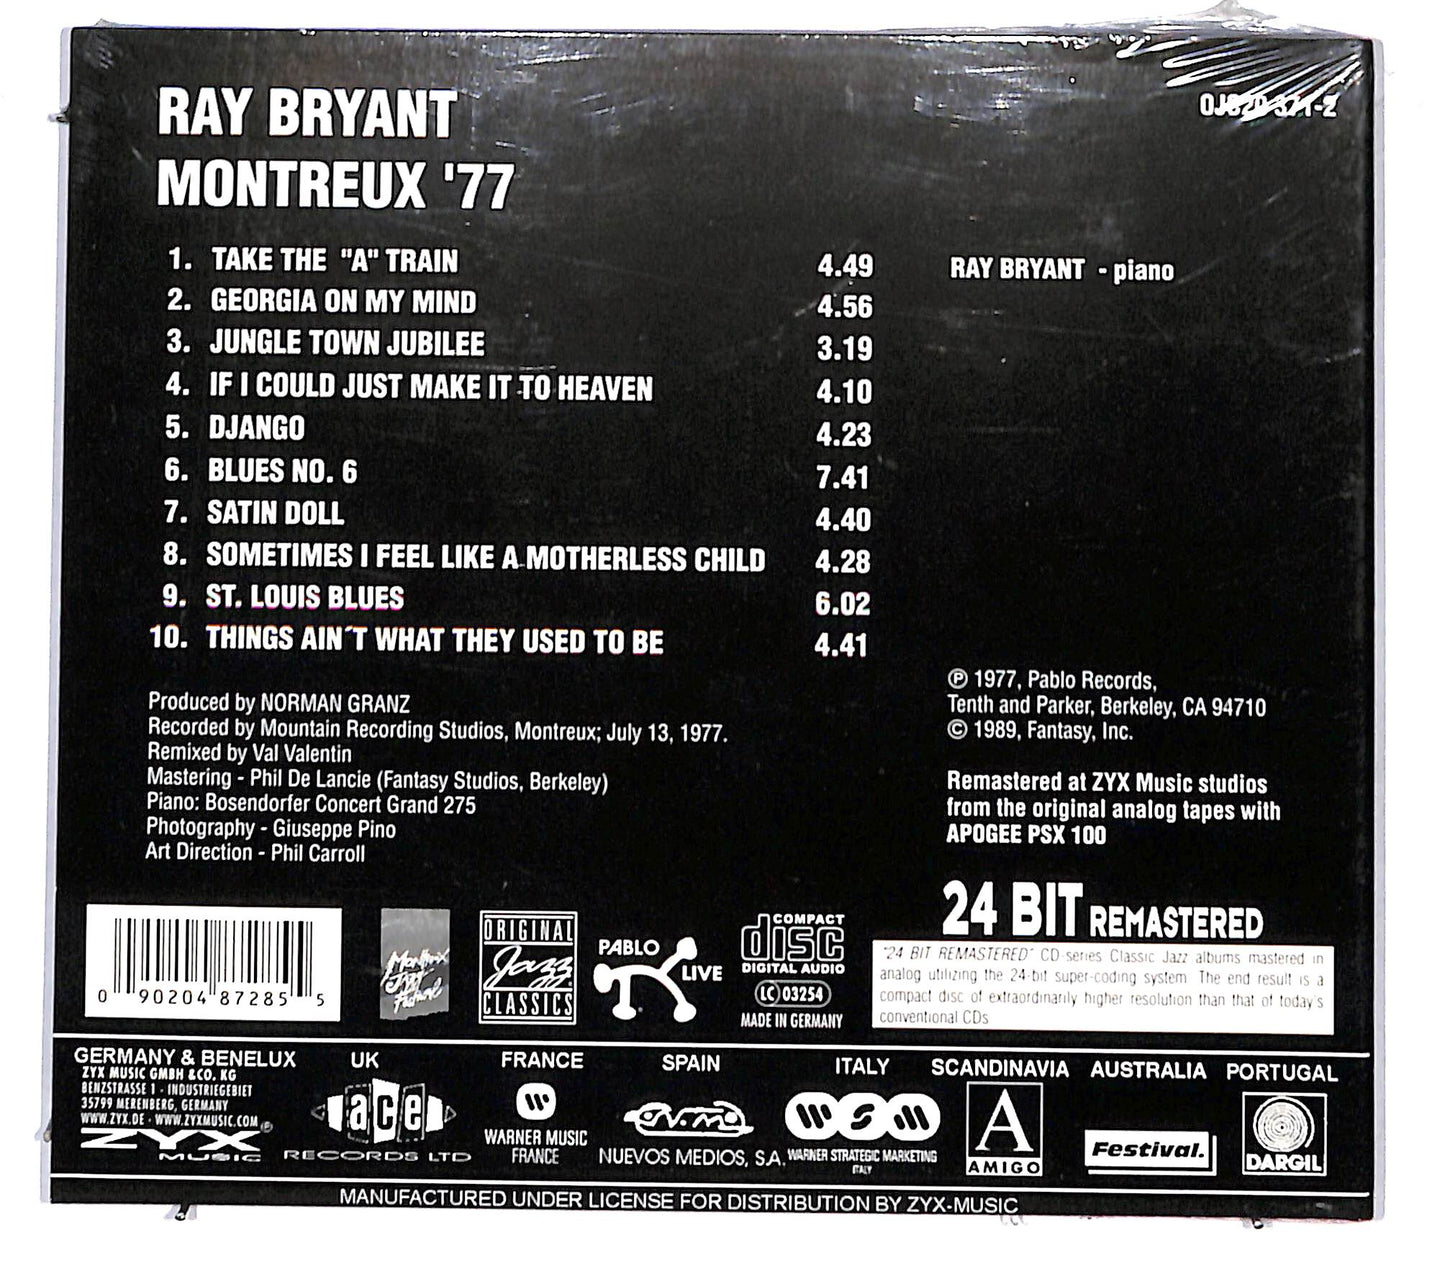 RAY BRYANT
MONTREUX '77
1. TAKE THE "A" TRAIN 4.49
2. GEORGIA ON MY MIND 4.56
3. JUNGLE TOWN JUBILEE 3.19
4. IF I COULD JUST MAKE IT TO HEAVEN 4.10
5. DJANGO 4.23
6. BLUES NO. 6 7.41
7. SATIN DOLL 4.40
8. SOMETIMES I FEEL LIKE A MOTHERLESS CHILD 4.28
9. ST. LOUIS BLUES 6.02
10. THINGS AIN´T WHAT THEY USED TO BE 4.41
RAY BRYANT - piano
Produced by NORMAN GRANZ
Recorded by Mountain Recording Studios, Montreux; July 13, 1977.
Remixed by Val Valentin
Mastering - Phil De Lancie (Fantasy Studios, Berkeley)
Piano: Bosendorfer Concert Grand 275
Photography - Giuseppe Pino
Art Direction - Phil Carroll
℗ 1977, Pablo Records,
Tenth and Parker, Berkeley, CA 94710
© 1989, Fantasy, Inc.
Remastered at ZYX Music studios
from the original analog tapes with
APOGEE PSX 100
24 BIT REMASTERED
"24 BIT REMASTERED" CD-series Classic Jazz albums mastered in
analog utilizing the 24-bit super-coding system. The end result is a
compact disc of extraordinarily higher resolution than that of today's
conventional CDs
0 90204 87285 5
Montreux
Jazz
Festival
ORIGINAL
Jazz
CLASSICS
PABLO
LIVE
COMPACT
disc
DIGITAL AUDIO
LC 03254
MADE IN GERMANY
GERMANY & BENELUX
ZYX MUSIC GMBH &CO. KG
BENZSTRASSE 1 · INDUSTRIEGEBIET
35799 MERENBERG, GERMANY
WWW.ZYX.DE · WWW.ZYXMUSIC.COM
ZYX ®
MUSIC
UK
ace
RECORDS LTD
FRANCE
WARNER MUSIC
FRANCE
SPAIN
n.mo.
NUEVOS MEDIOS, S.A.
ITALY
WSM
WARNER STRATEGIC MARKETING
ITALY
SCANDINAVIA
A
AMIGO
AUSTRALIA
Festival.
PORTUGAL
DARGIL
MANUFACTURED UNDER LICENSE FOR DISTRIBUTION BY ZYX-MUSIC